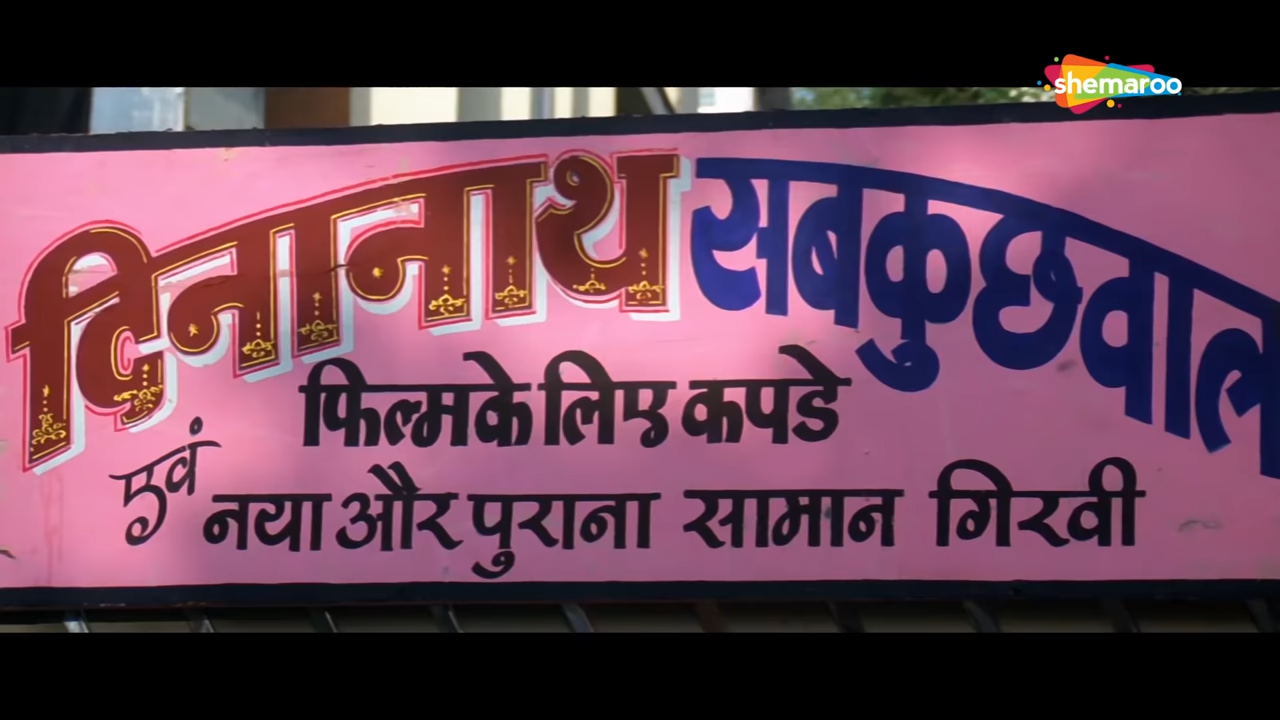 shemaroo
दिनानाथ सबकुछवाल
फिल्म के लिए कपडे
एवं नया और पुराना सामान गिरवी